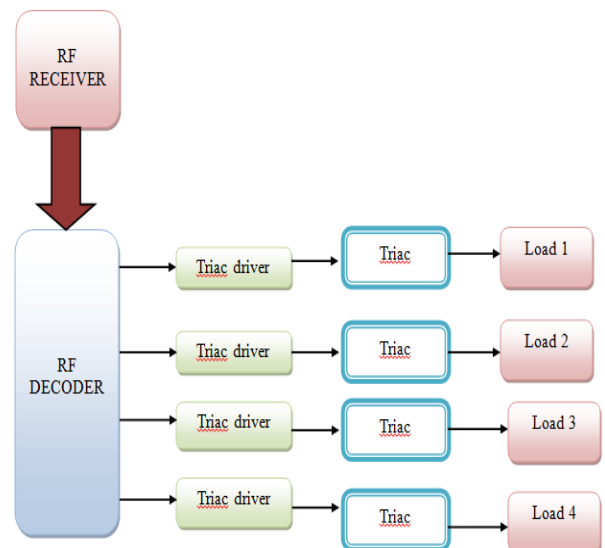 RF
RECEIVER
Triac driver
Triac
Load 1
Triac driver
Triac
Load 2
RF
DECODER
Triac driver
Triac
Load 3
Triac driver
Triac
Load 4